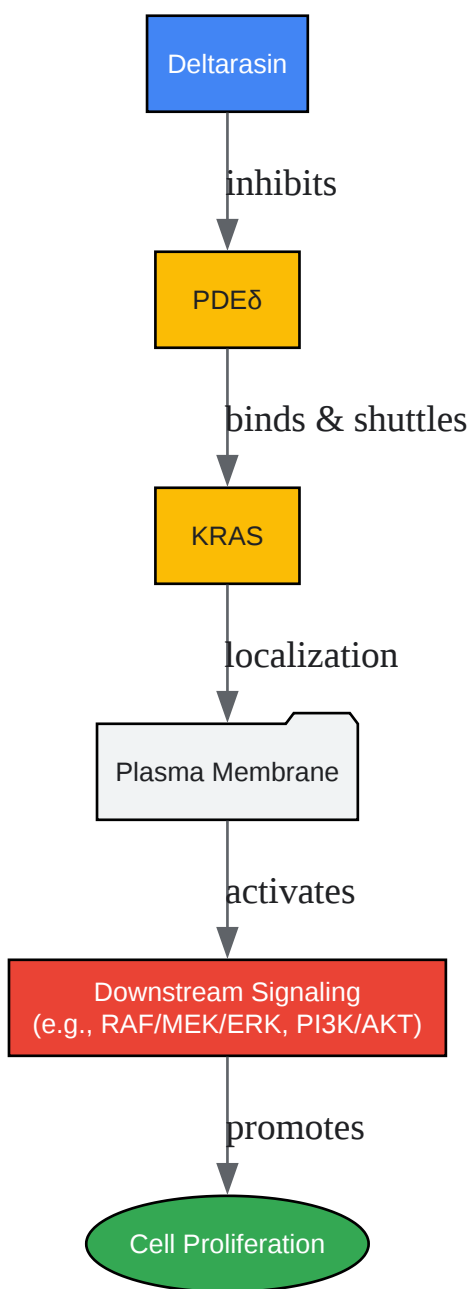 Deltarasin
inhibits
PDEδ
binds & shuttles
KRAS
localization
Plasma Membrane
activates
Downstream Signaling
(e.g., RAF/MEK/ERK, PI3K/AKT)
promotes
Cell Proliferation